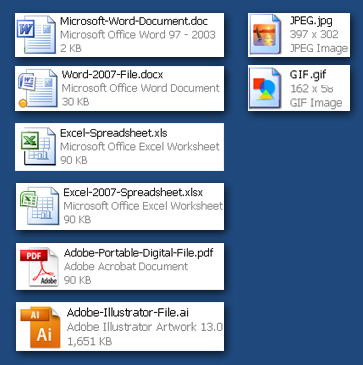 Microsoft-Word-Document.doc
Microsoft Office Word 97 - 2003
2 KB
Word-2007-File.docx
Microsoft Office Word Document
30 KB
Excel-Spreadsheet.xls
Microsoft Office Excel Worksheet
90 KB
Excel-2007-Spreadsheet.xlsx
Microsoft Office Excel Worksheet
90 KB
PDF
Adobe
Adobe-Portable-Digital-File.pdf
Adobe Acrobat Document
90 KB
AI
Ai
Adobe-Illustrator-File.ai
Adobe Illustrator Artwork 13.0
1,651 KB
JPEG.jpg
397 x 302
JPEG Image
GIF.gif
162 x 58
GIF Image